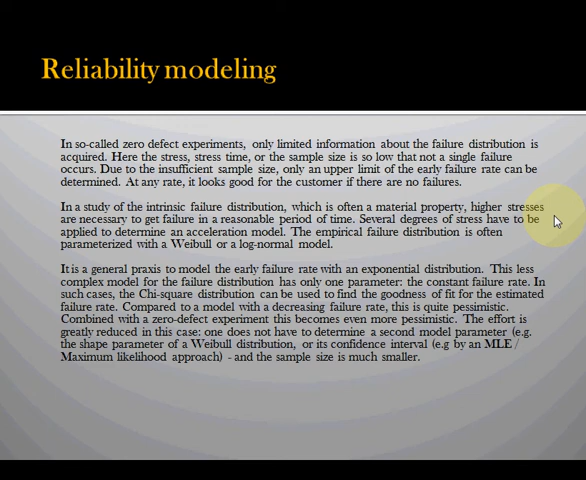 Reliability modeling
In so-called zero defect experiments, only limited information about the failure distribution is
acquired. Here the stress, stress time, or the sample size is so low that not a single failure
occurs. Due to the insufficient sample size, only an upper limit of the early failure rate can be
determined. At any rate, it looks good for the customer if there are no failures.
In a study of the intrinsic failure distribution, which is often a material property, higher stresses
are necessary to get failure in a reasonable period of time. Several degrees of stress have to be
applied to determine an acceleration model. The empirical failure distribution is often
parameterized with a Weibull or a log-normal model.
It is a general praxis to model the early failure rate with an exponential distribution. This less
complex model for the failure distribution has only one parameter: the constant failure rate. In
such cases, the Chi-square distribution can be used to find the goodness of fit for the estimated
failure rate. Compared to a model with a decreasing failure rate, this is quite pessimistic.
Combined with a zero-defect experiment this becomes even more pessimistic. The effort is
greatly reduced in this case: one does not have to determine a second model parameter (e.g.
the shape parameter of a Weibull distribution, or its confidence interval (e.g by an MLE /
Maximum likelihood approach) - and the sample size is much smaller.